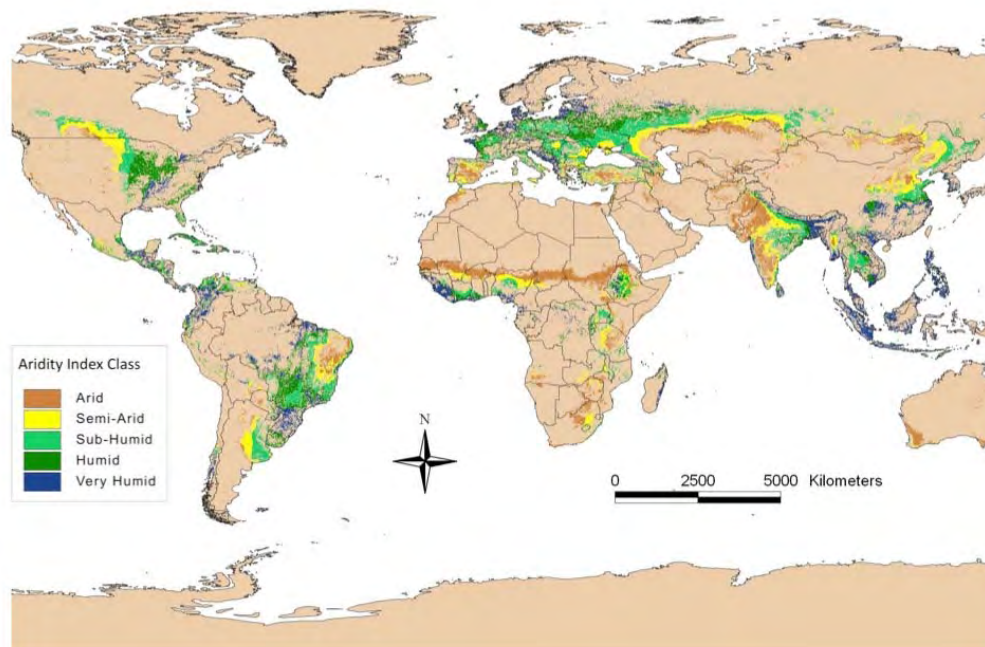 Aridity Index Class
Arid
Semi-Arid
Sub-Humid
Humid
Very Humid
N
0 2500 5000 Kilometers